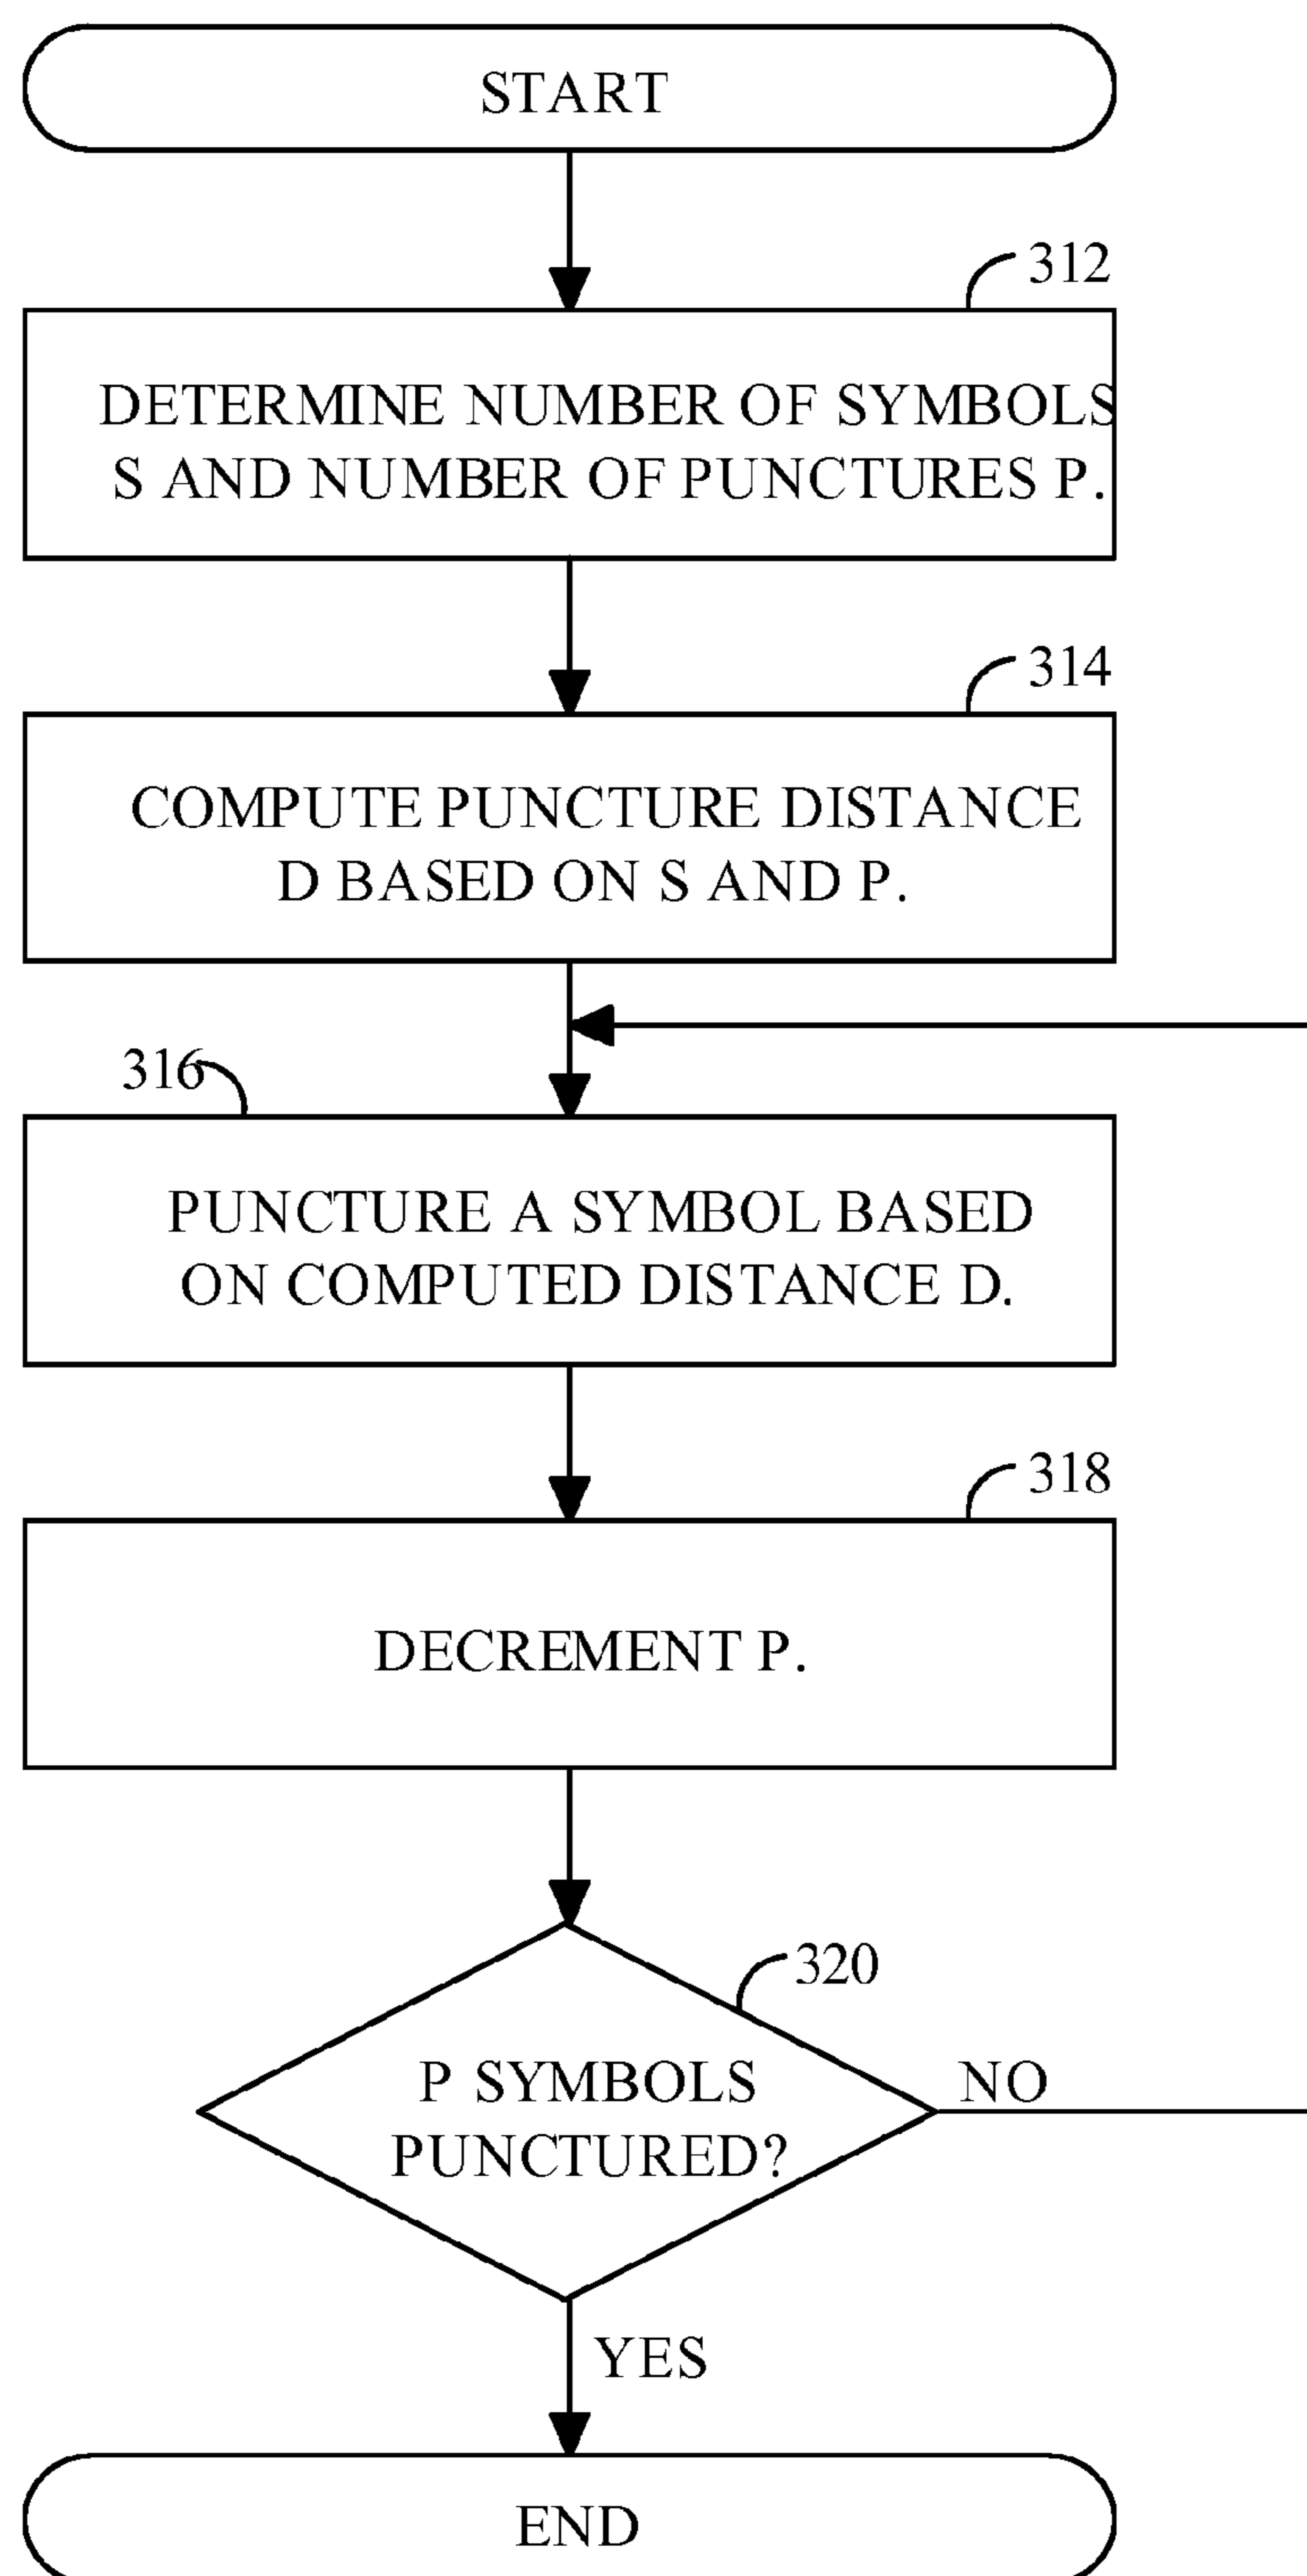 START
312
DETERMINE NUMBER OF SYMBOLS
S AND NUMBER OF PUNCTURES P.
314
COMPUTE PUNCTURE DISTANCE
D BASED ON S AND P.
316
PUNCTURE A SYMBOL BASED
ON COMPUTED DISTANCE D.
318
DECREMENT P.
320
P SYMBOLS
PUNCTURED?
NO
YES
END